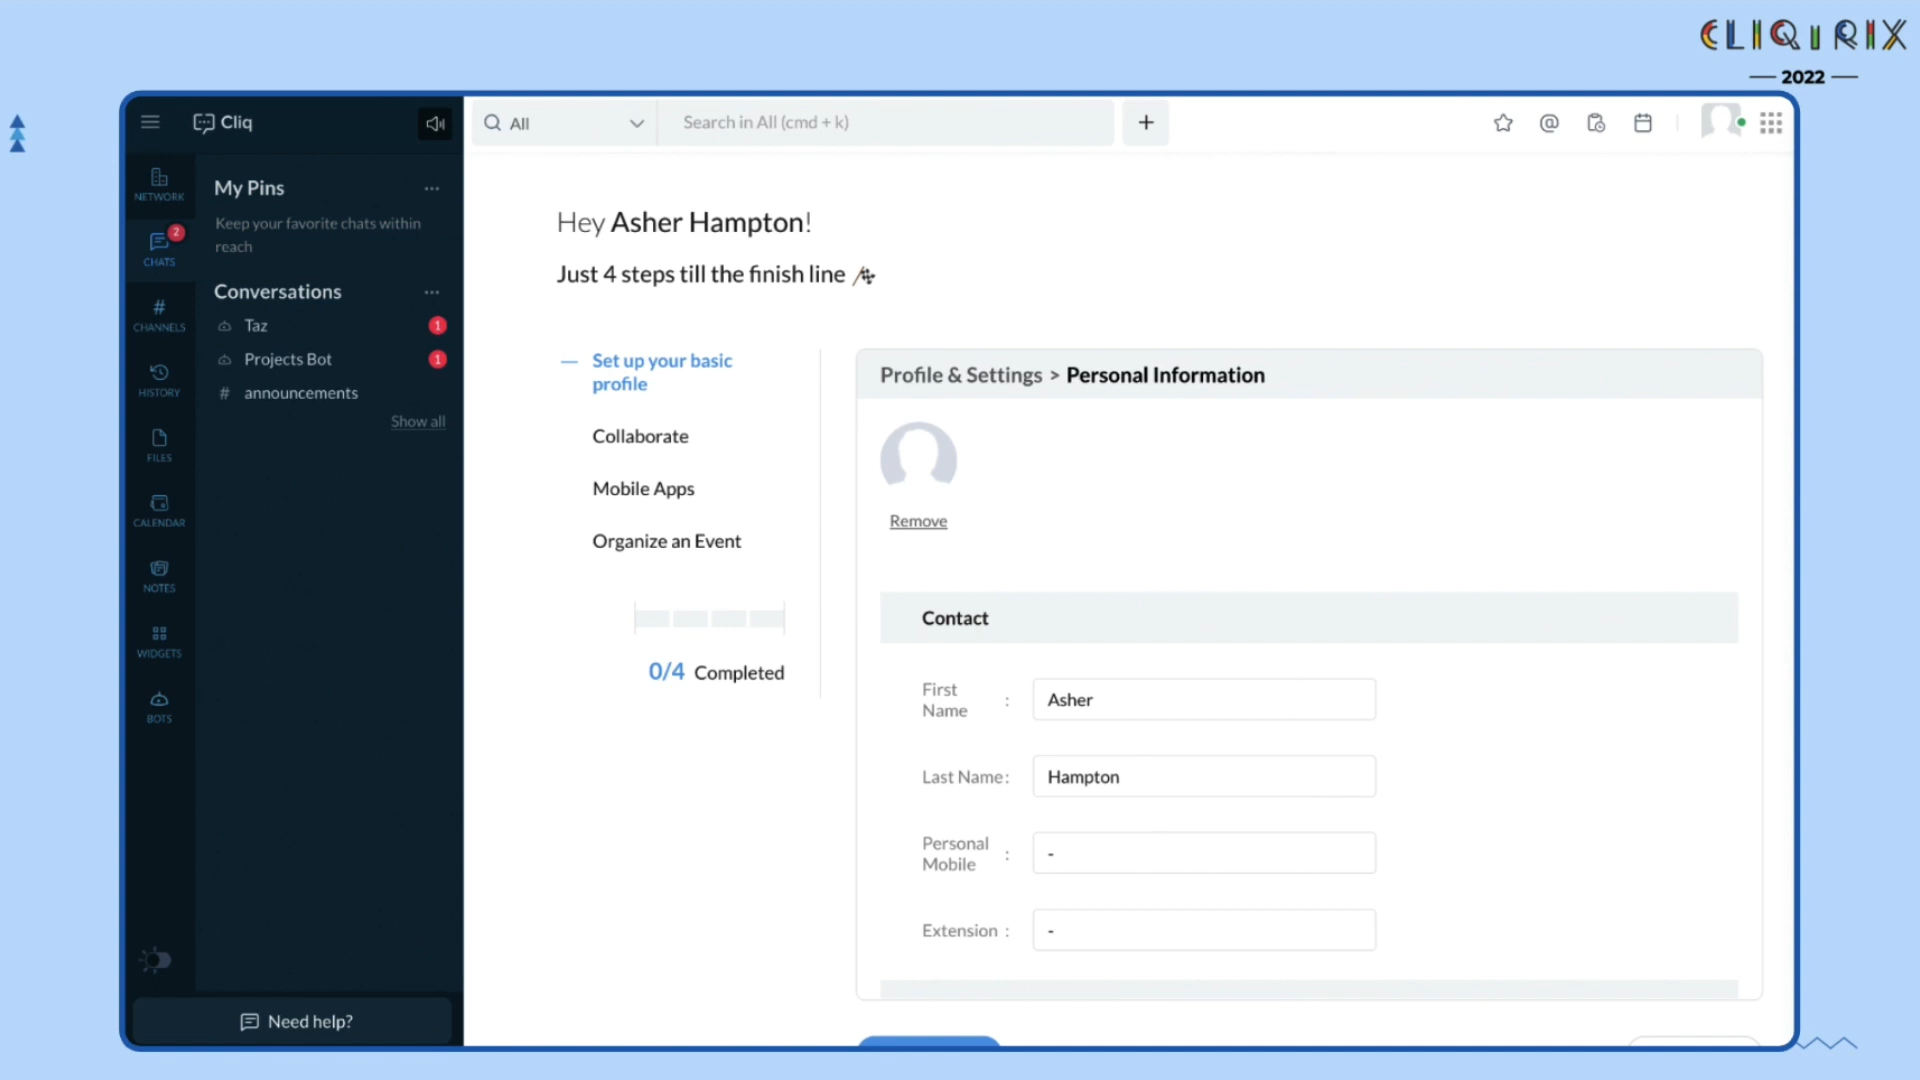 CLIQTRIX
2022
Cliq
All
Search in All (cmd + k)
+
NETWORK
CHATS
2
CHANNELS
HISTORY
FILES
CALENDAR
NOTES
WIDGETS
BOTS
My Pins
Keep your favorite chats within
reach
Conversations
Taz 1
Projects Bot 1
# announcements
Show all
Need help?
Hey Asher Hampton!
Just 4 steps till the finish line
Set up your basic
profile
Collaborate
Mobile Apps
Organize an Event
0/4 Completed
Profile & Settings > Personal Information
Remove
Contact
First
Name : Asher
Last Name : Hampton
Personal
Mobile : -
Extension : -